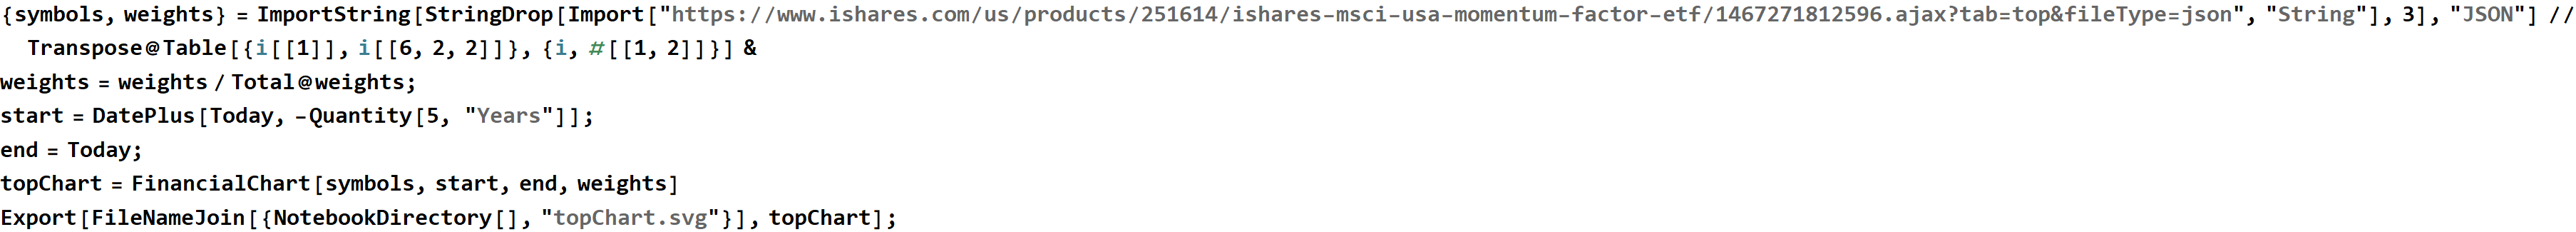 {symbols, weights} = ImportString[StringDrop[Import["https://www.ishares.com/us/products/251614/ishares-msci-usa-momentum-factor-etf/1467271812596.ajax?tab=top&fileType=json", "String"], 3], "JSON"] //
Transpose@Table[{i[[1]], i[[6, 2, 2]]}, {i, #[[1, 2]]}] &
weights = weights / Total@weights;
start = DatePlus[Today, -Quantity[5, "Years"]];
end = Today;
topChart = FinancialChart[symbols, start, end, weights]
Export[FileNameJoin[{NotebookDirectory[], "topChart.svg"}], topChart];